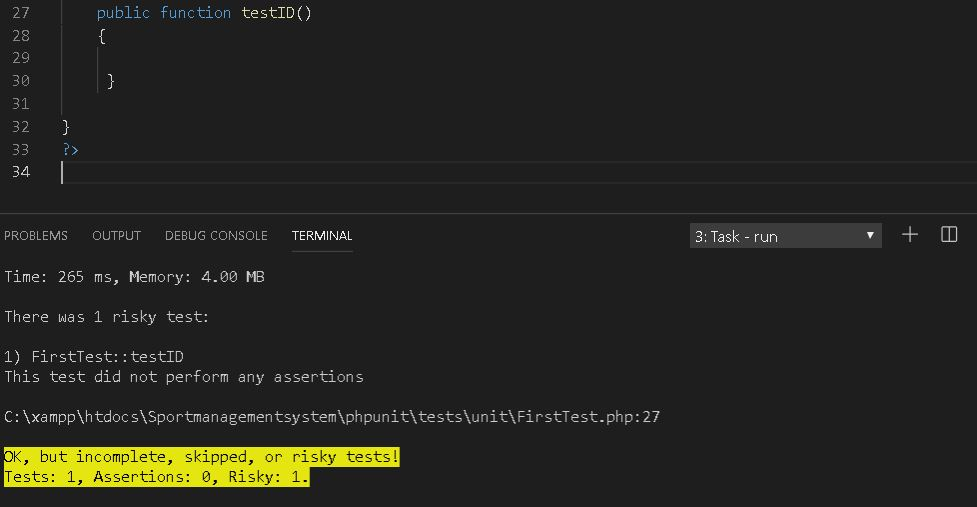 27 public function testID()
28 {
29
30 }
31
32 }
33 ?>
34
PROBLEMS OUTPUT DEBUG CONSOLE TERMINAL 3: Task - run
Time: 265 ms, Memory: 4.00 MB
There was 1 risky test:
1) FirstTest::testID
This test did not perform any assertions
C:\xampp\htdocs\Sportmanagementsystem\phpunit\tests\unit\FirstTest.php:27
OK, but incomplete, skipped, or risky tests!
Tests: 1, Assertions: 0, Risky: 1.